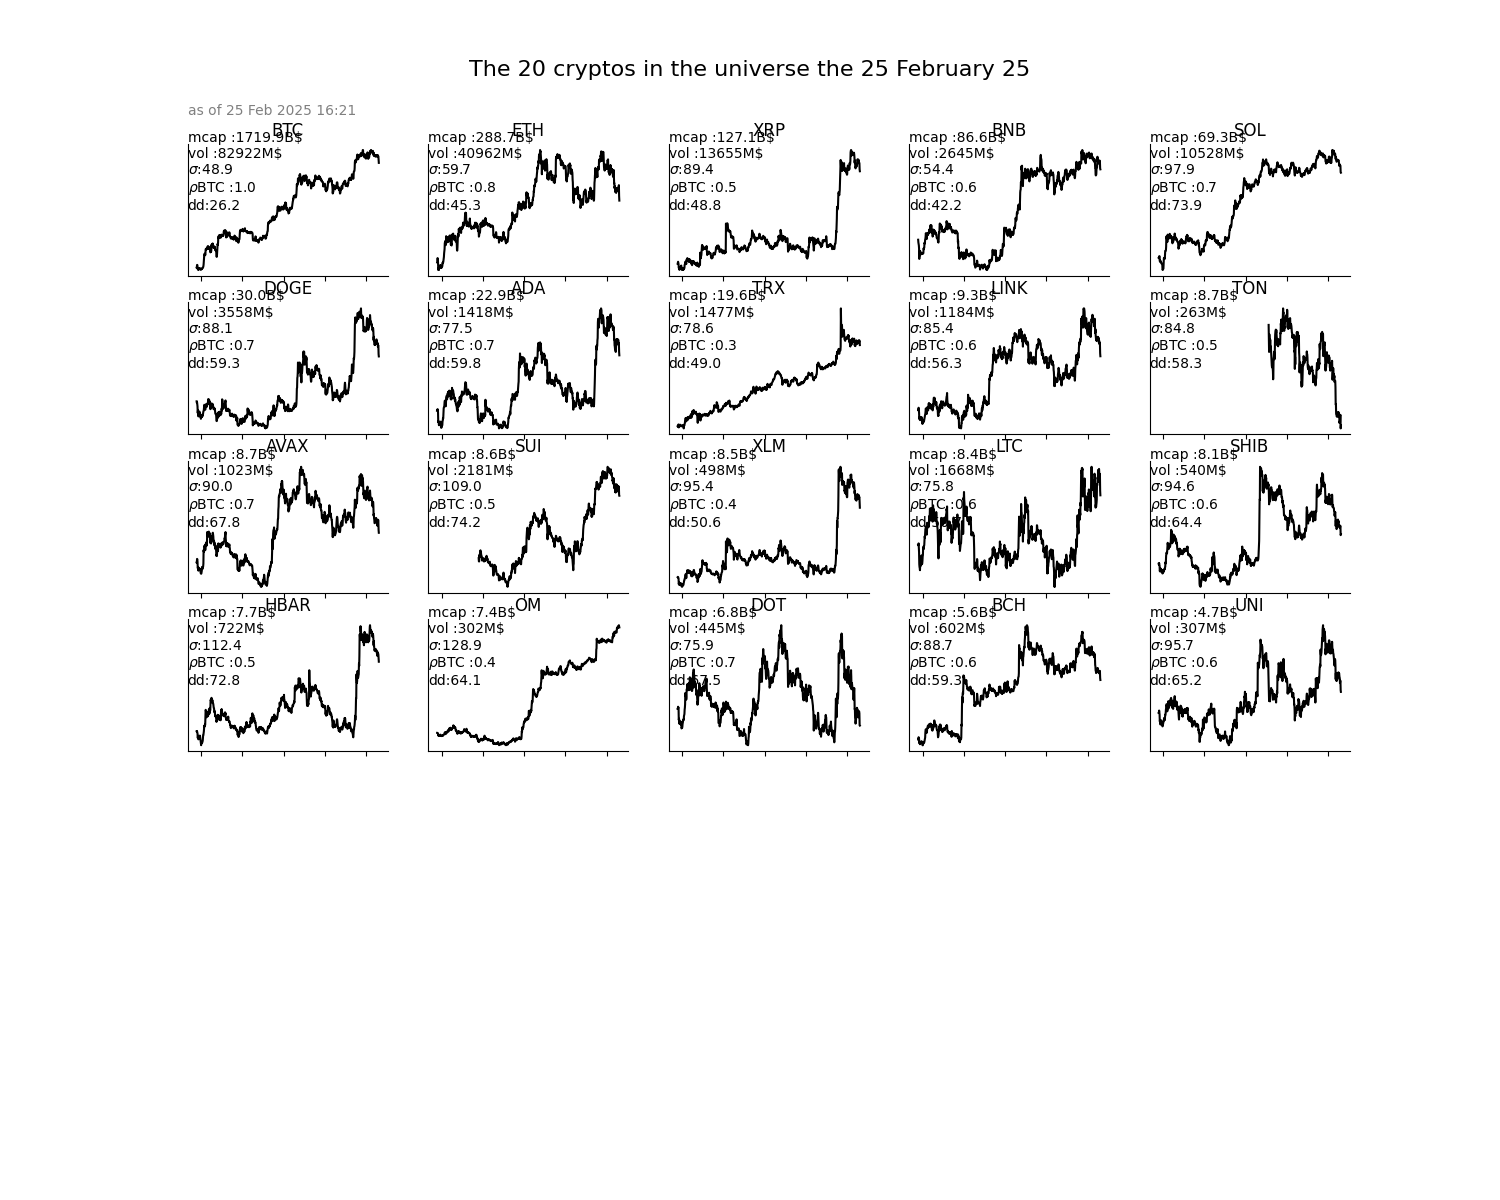 The 20 cryptos in the universe the 25 February 25
as of 25 Feb 2025 16:21
BTC
mcap :1719.9B$
vol :82922M$
σ:48.9
ρBTC :1.0
dd:26.2
ETH
mcap :288.7B$
vol :40962M$
σ:59.7
ρBTC :0.8
dd:45.3
XRP
mcap :127.1B$
vol :13655M$
σ:89.4
ρBTC :0.5
dd:48.8
BNB
mcap :86.6B$
vol :2645M$
σ:54.4
ρBTC :0.6
dd:42.2
SOL
mcap :69.3B$
vol :10528M$
σ:97.9
ρBTC :0.7
dd:73.9
DOGE
mcap :30.0B$
vol :3558M$
σ:88.1
ρBTC :0.7
dd:59.3
ADA
mcap :22.9B$
vol :1418M$
σ:77.5
ρBTC :0.7
dd:59.8
TRX
mcap :19.6B$
vol :1477M$
σ:78.6
ρBTC :0.3
dd:49.0
LINK
mcap :9.3B$
vol :1184M$
σ:85.4
ρBTC :0.6
dd:56.3
TON
mcap :8.7B$
vol :263M$
σ:84.8
ρBTC :0.5
dd:58.3
AVAX
mcap :8.7B$
vol :1023M$
σ:90.0
ρBTC :0.7
dd:67.8
SUI
mcap :8.6B$
vol :2181M$
σ:109.0
ρBTC :0.5
dd:74.2
XLM
mcap :8.5B$
vol :498M$
σ:95.4
ρBTC :0.4
dd:50.6
LTC
mcap :8.4B$
vol :1668M$
σ:75.8
ρBTC :0.6
SHIB
mcap :8.1B$
vol :540M$
σ:94.6
ρBTC :0.6
dd:64.4
HBAR
mcap :7.7B$
vol :722M$
σ:112.4
ρBTC :0.5
dd:72.8
OM
mcap :7.4B$
vol :302M$
σ:128.9
ρBTC :0.4
dd:64.1
DOT
mcap :6.8B$
vol :445M$
σ:75.9
ρBTC :0.7
dd:67.5
BCH
mcap :5.6B$
vol :602M$
σ:88.7
ρBTC :0.6
dd:59.3
UNI
mcap :4.7B$
vol :307M$
σ:95.7
ρBTC :0.6
dd:65.2